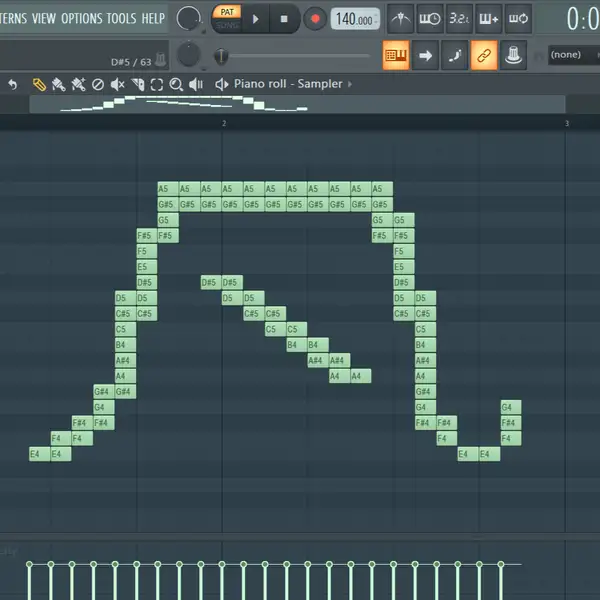 TERNS VIEW OPTIONS TOOLS HELP PAT SONG 140.000 3.2.. 0:0
D#5 / 63 (none)
Piano roll - Sampler
2 3
A5 A5 A5 A5 A5 A5 A5 A5 A5 A5 A5
G#5 G#5 G#5 G#5 G#5 G#5 G#5 G#5 G#5 G#5 G#5
G5 G5 G5
F#5 F#5 F#5 F#5
F5 F5
E5 E5
D#5 D#5 D#5 D#5
D5 D5 D5 D5 D5 D5
C#5 C#5 C#5 C#5 C#5 C#5
C5 C5 C5 C5
B4 B4 B4 B4
A#4 A#4 A#4 A#4
A4 A4 A4 A4
G#4 G#4 G#4
G4 G4 G4
F#4 F#4 F#4 F#4 F#4
F4 F4 F4 F4
E4 E4 E4 E4